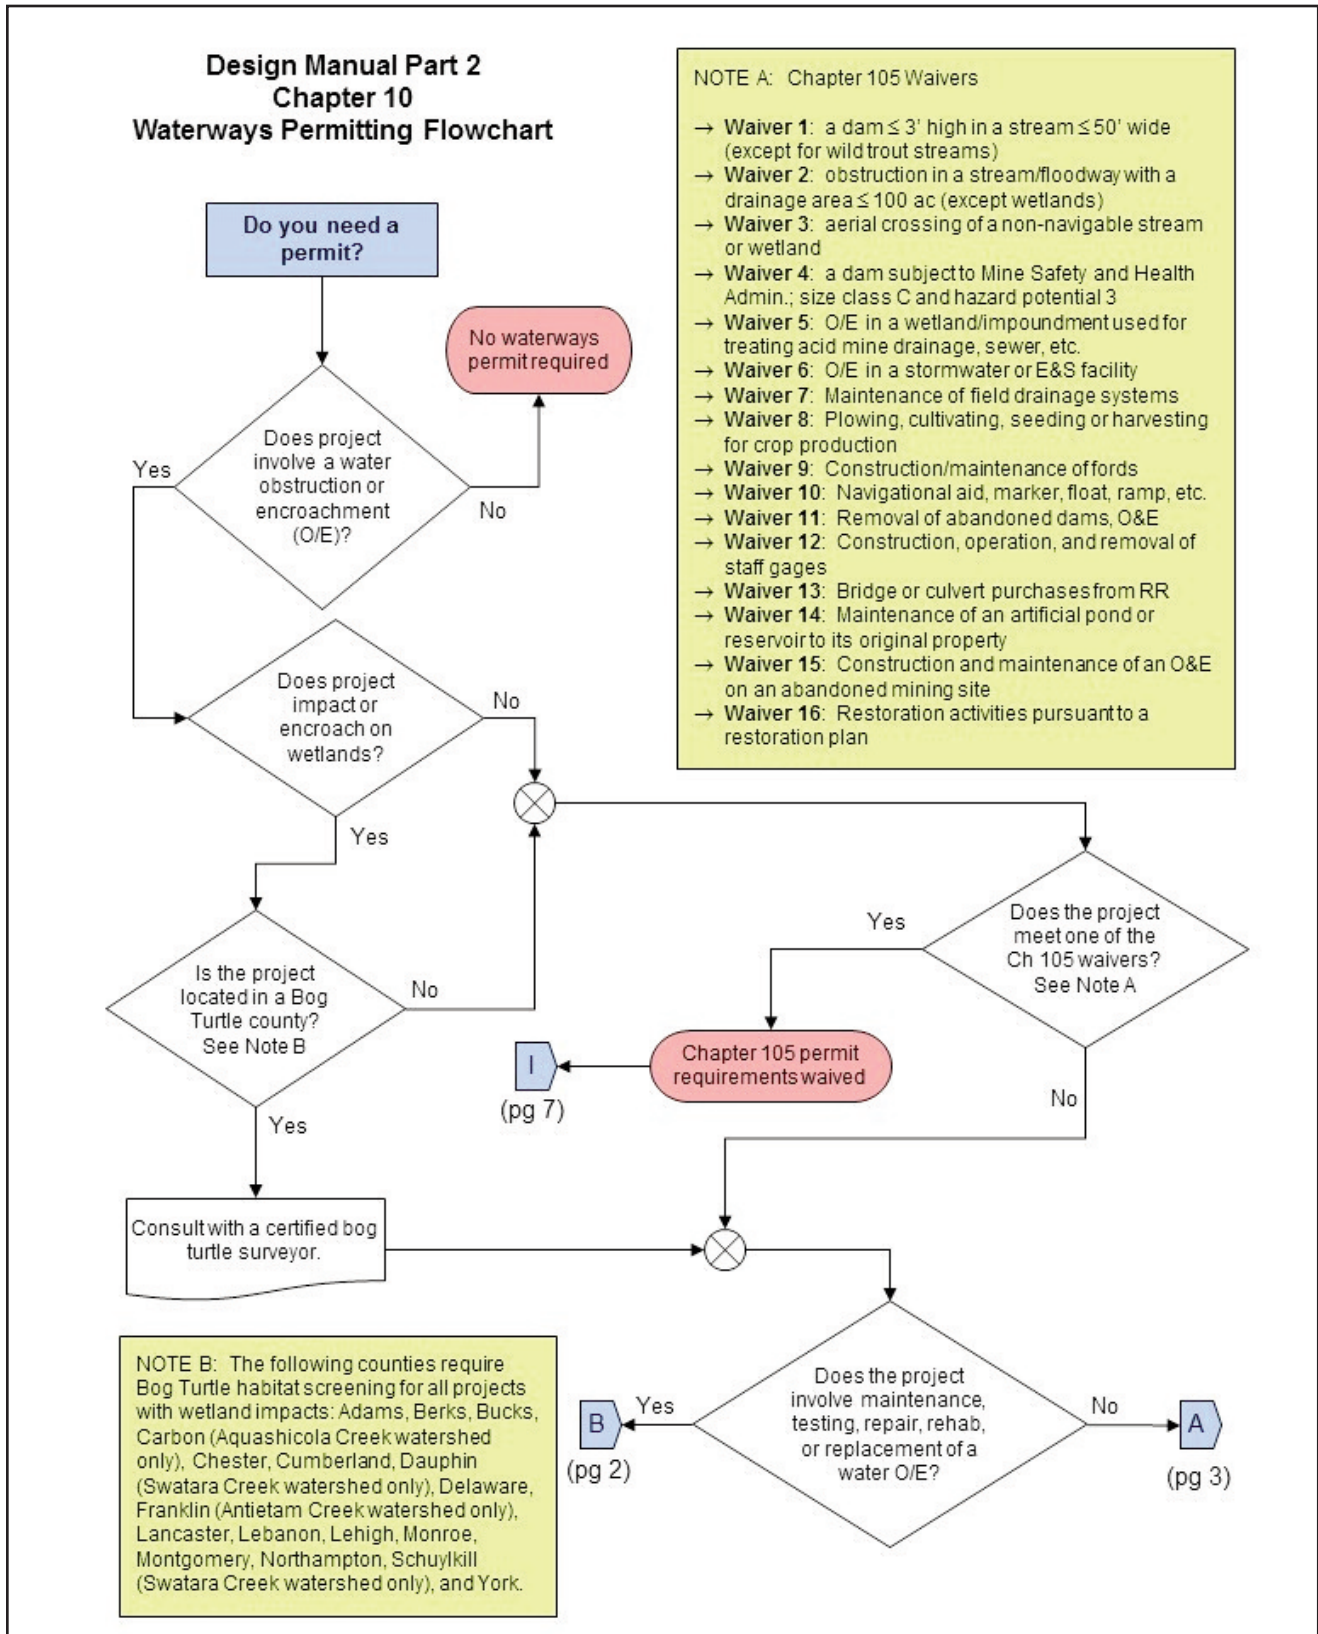 Design Manual Part 2
Chapter 10
Waterways Permitting Flowchart
NOTE A: Chapter 105 Waivers
→ Waiver 1: a dam ≤ 3' high in a stream ≤ 50' wide
(except for wild trout streams)
→ Waiver 2: obstruction in a stream/floodway with a
drainage area ≤ 100 ac (except wetlands)
→ Waiver 3: aerial crossing of a non-navigable stream
or wetland
→ Waiver 4: a dam subject to Mine Safety and Health
Admin.; size class C and hazard potential 3
→ Waiver 5: O/E in a wetland/impoundment used for
treating acid mine drainage, sewer, etc.
→ Waiver 6: O/E in a stormwater or E&S facility
→ Waiver 7: Maintenance of field drainage systems
→ Waiver 8: Plowing, cultivating, seeding or harvesting
for crop production
→ Waiver 9: Construction/maintenance of fords
→ Waiver 10: Navigational aid, marker, float, ramp, etc.
→ Waiver 11: Removal of abandoned dams, O&E
→ Waiver 12: Construction, operation, and removal of
staff gages
→ Waiver 13: Bridge or culvert purchases from RR
→ Waiver 14: Maintenance of an artificial pond or
reservoir to its original property
→ Waiver 15: Construction and maintenance of an O&E
on an abandoned mining site
→ Waiver 16: Restoration activities pursuant to a
restoration plan
Do you need a
permit?
No waterways
permit required
Does project
involve a water
obstruction or
encroachment
(O/E)?
Yes
No
Does project
impact or
encroach on
wetlands?
No
Yes
Is the project
located in a Bog
Turtle county?
See Note B
No
Yes
Does the project
meet one of the
Ch 105 waivers?
See Note A
Yes
No
Chapter 105 permit
requirements waived
I
(pg 7)
Consult with a certified bog
turtle surveyor.
Does the project
involve maintenance,
testing, repair, rehab,
or replacement of a
water O/E?
Yes
B
(pg 2)
No
A
(pg 3)
NOTE B: The following counties require
Bog Turtle habitat screening for all projects
with wetland impacts: Adams, Berks, Bucks,
Carbon (Aquashicola Creek watershed
only), Chester, Cumberland, Dauphin
(Swatara Creek watershed only), Delaware,
Franklin (Antietam Creek watershed only),
Lancaster, Lebanon, Lehigh, Monroe,
Montgomery, Northampton, Schuylkill
(Swatara Creek watershed only), and York.